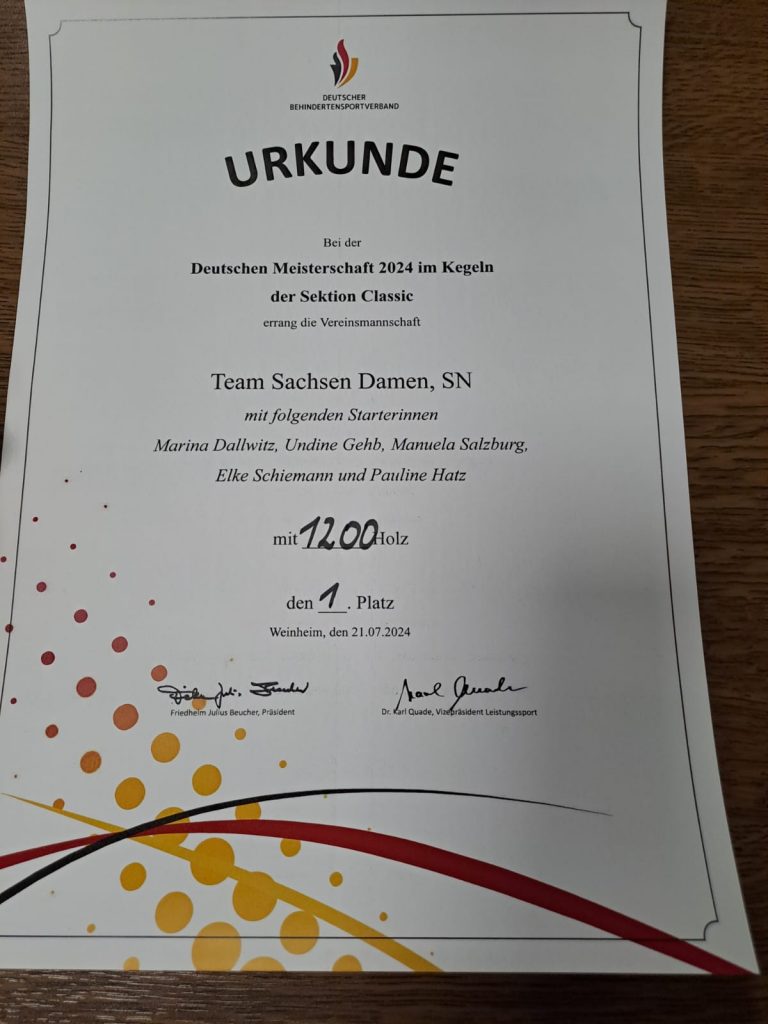 DEUTSCHER
BEHINDERTENSPORTVERBAND
URKUNDE
Bei der
Deutschen Meisterschaft 2024 im Kegeln
der Sektion Classic
errang die Vereinsmannschaft
Team Sachsen Damen, SN
mit folgenden Starterinnen
Marina Dallwitz, Undine Gehb, Manuela Salzburg,
Elke Schiemann und Pauline Hatz
mit 1200 Holz
den 1. Platz
Weinheim, den 21.07.2024
Friedhelm Julius Beucher, Präsident
Dr. Karl Quade, Vizepräsident Leistungssport